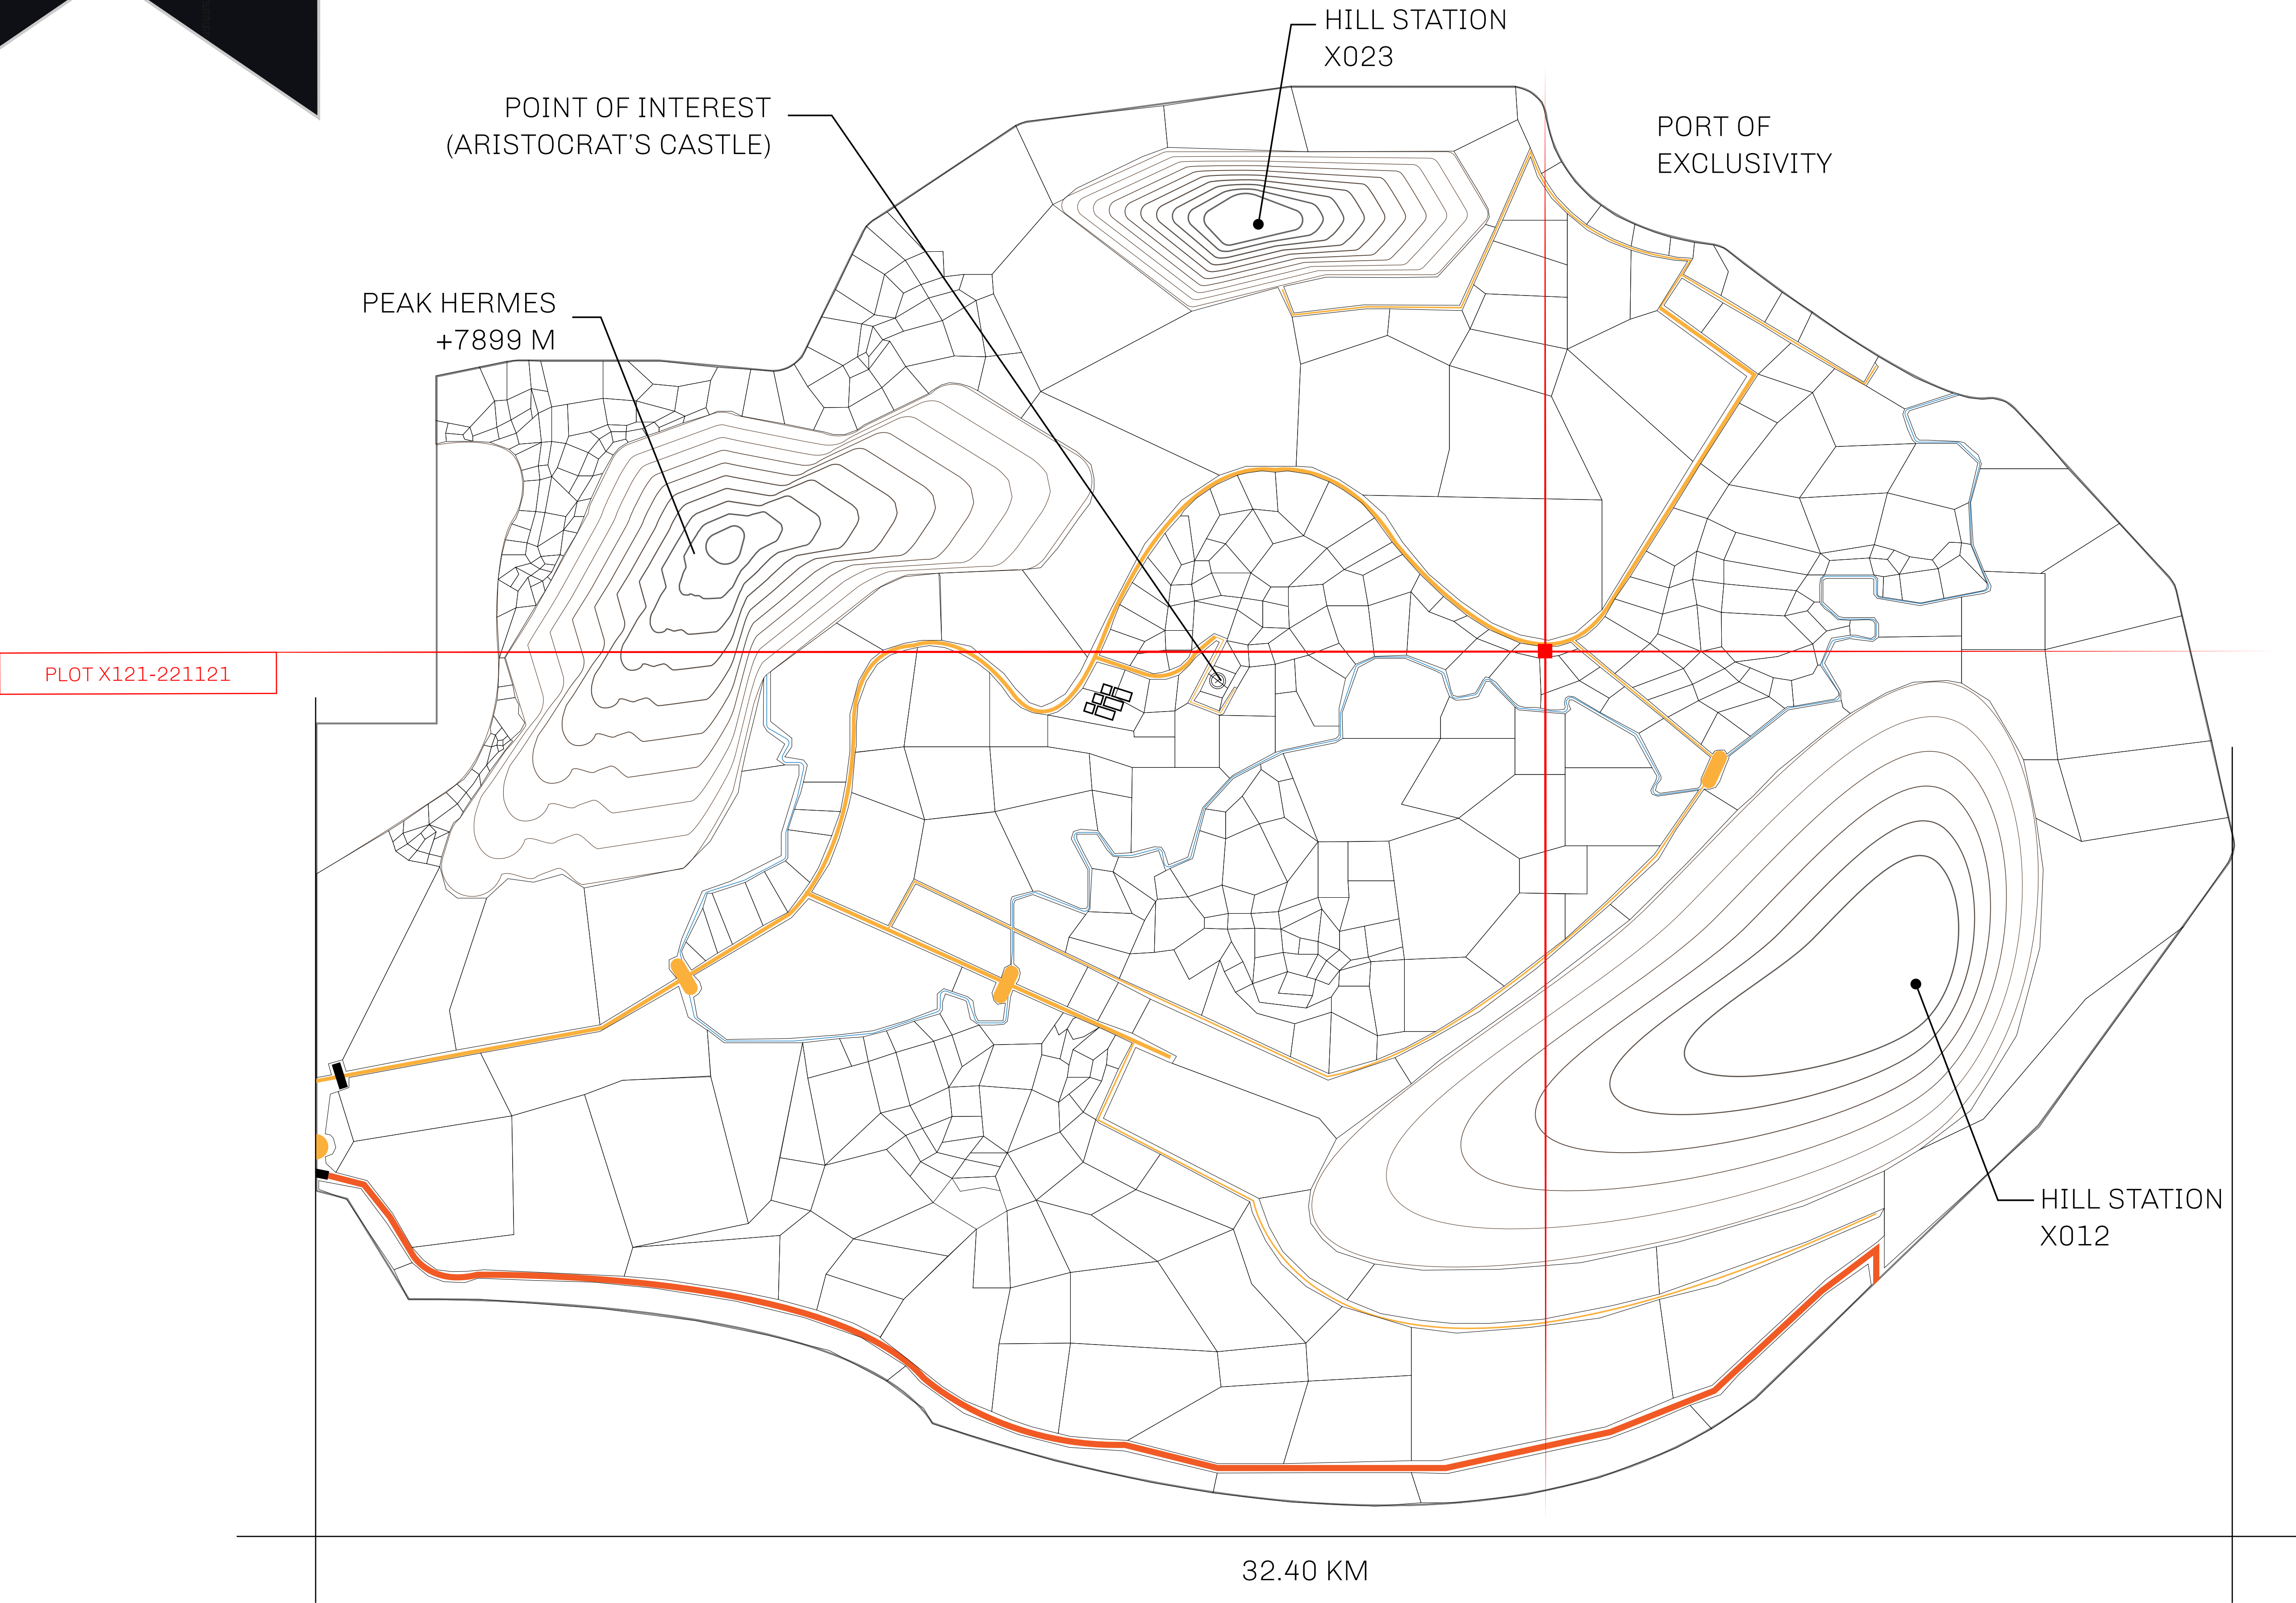 HILL STATION
X023
POINT OF INTEREST
(ARISTOCRAT'S CASTLE)
PORT OF
EXCLUSIVITY
PEAK HERMES
+7899 M
PLOT X121-221121
HILL STATION
X012
32.40 KM